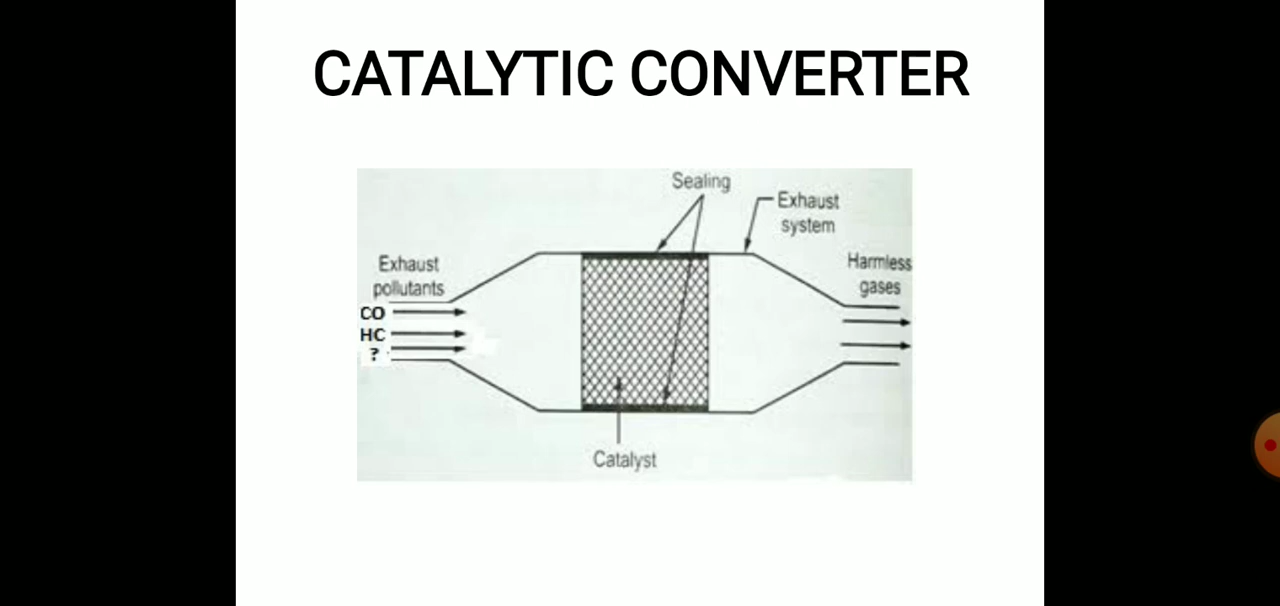 CATALYTIC CONVERTER
Sealing
Exhaust
system
Exhaust
pollutants
Harmless
gases
CO
HC
?
Catalyst